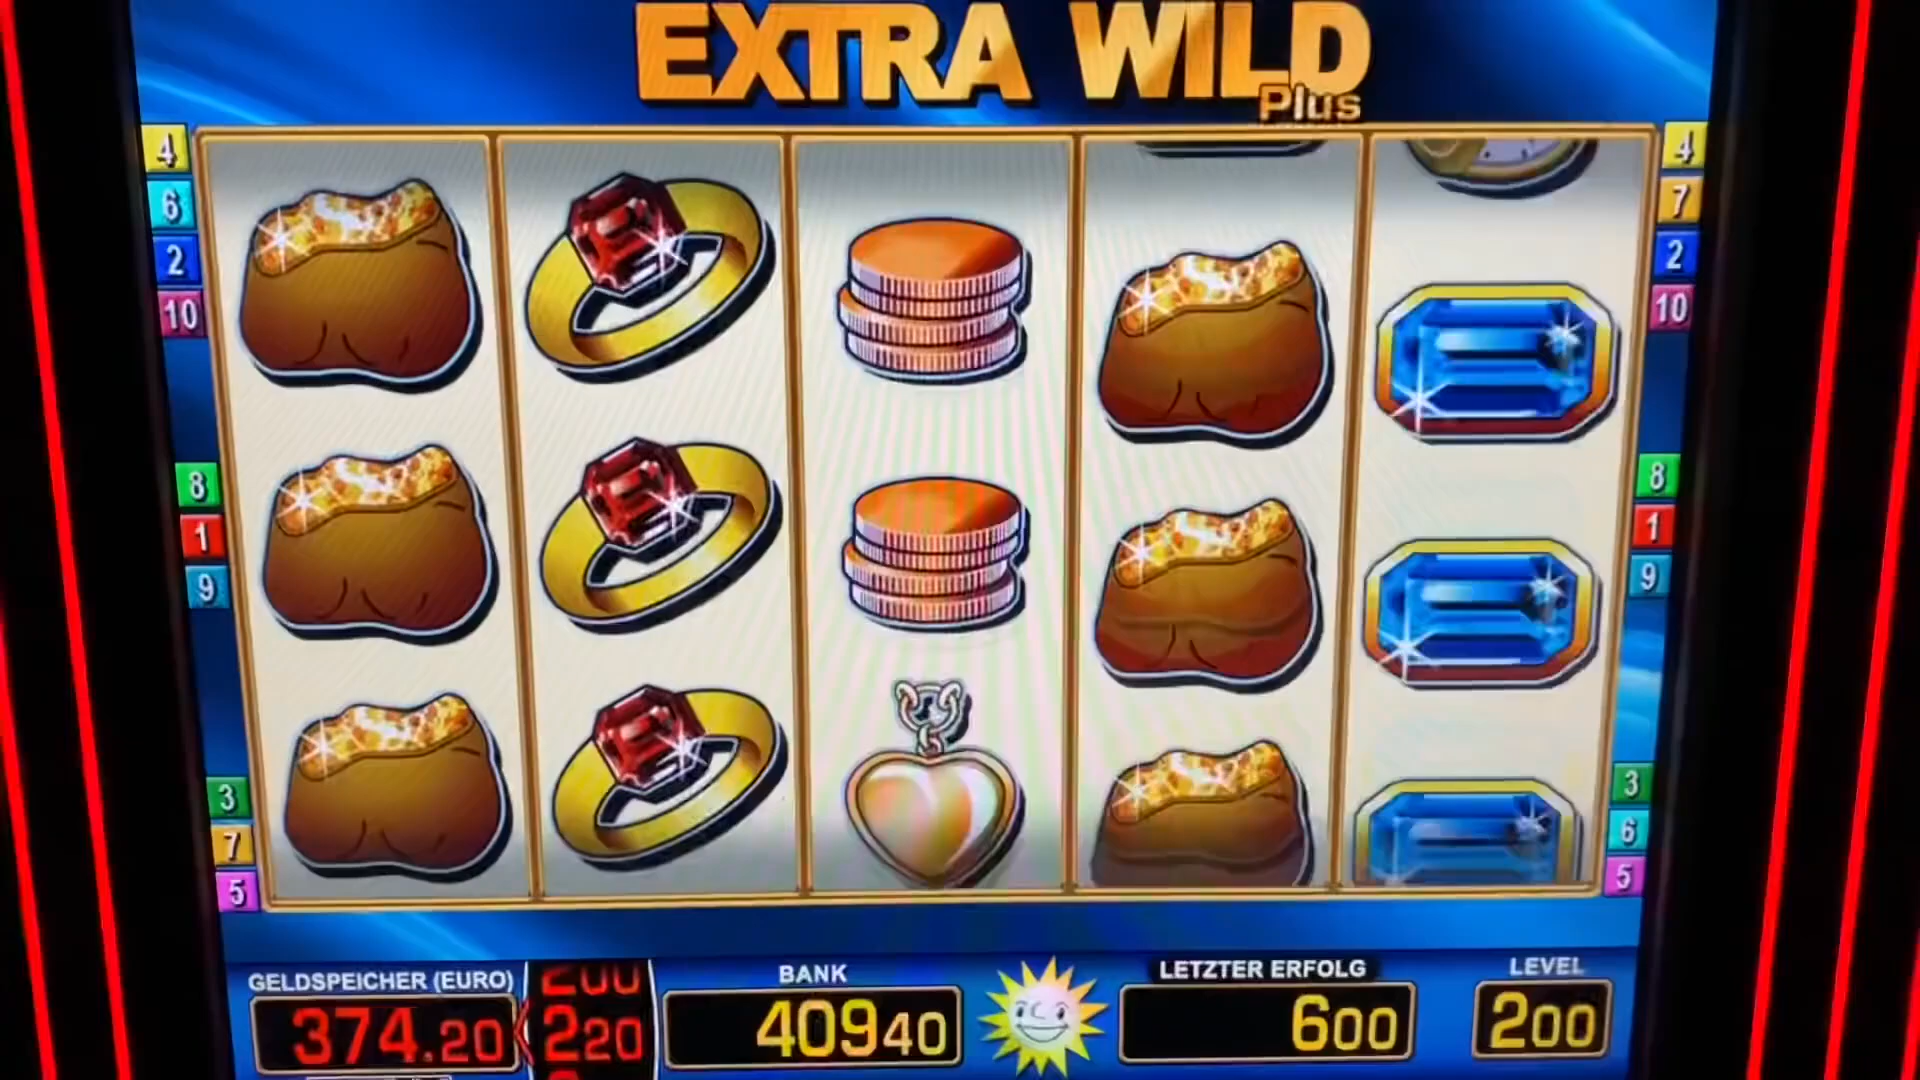 EXTRA WILD
Plus
4 4
6 7
2 2
10 10
8 8
1 1
9 9
3 3
7 6
5 5
GELDSPEICHER (EURO) BANK LETZTER ERFOLG LEVEL
200
374.20 220 40940 600 200